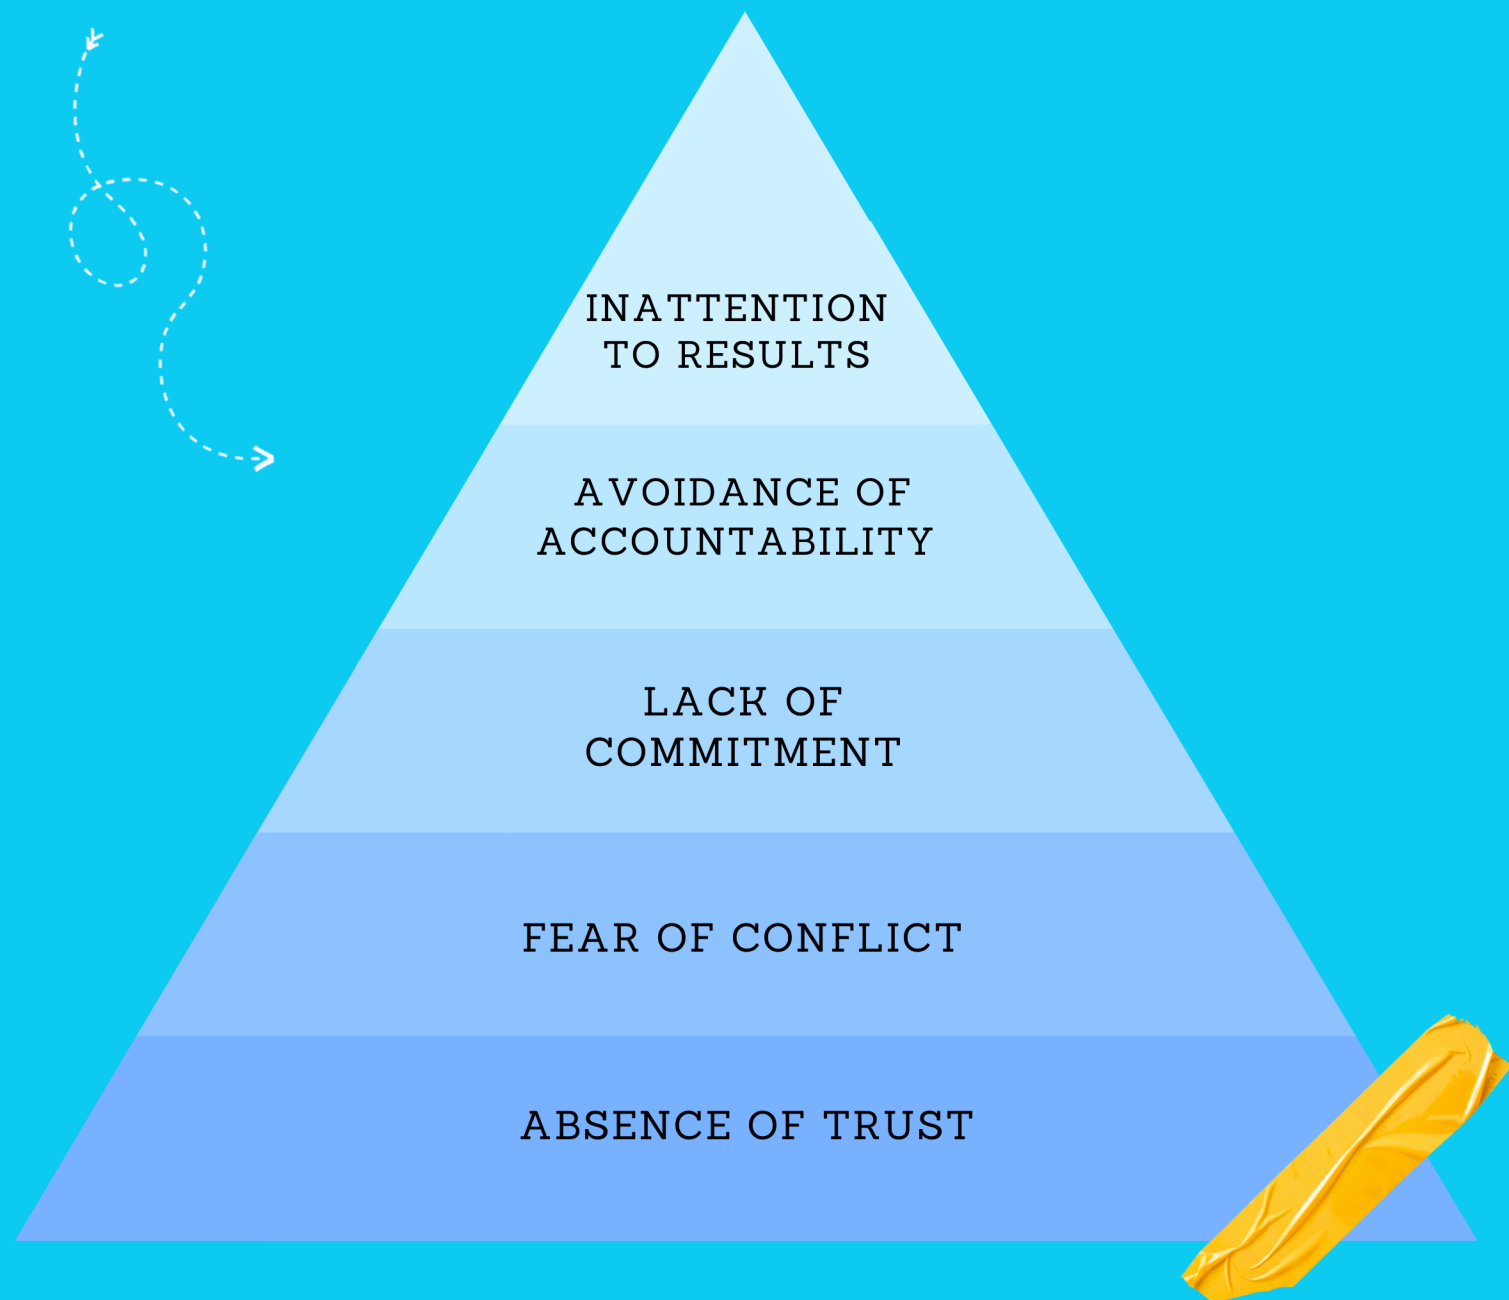 INATTENTION
TO RESULTS
AVOIDANCE OF
ACCOUNTABILITY
LACK OF
COMMITMENT
FEAR OF CONFLICT
ABSENCE OF TRUST